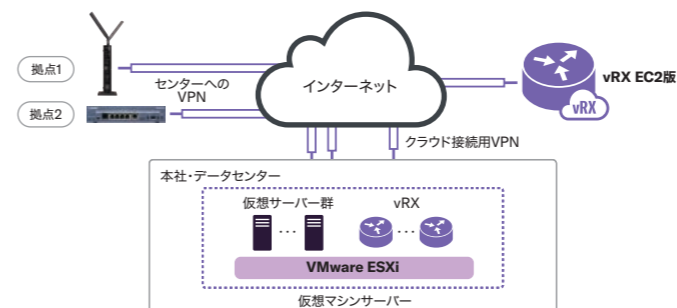 拠点1
センターへの
VPN
拠点2
インターネット
vRX EC2版
vRX
クラウド接続用VPN
本社・データセンター
仮想サーバー群
vRX
VMware ESXi
仮想マシンサーバー